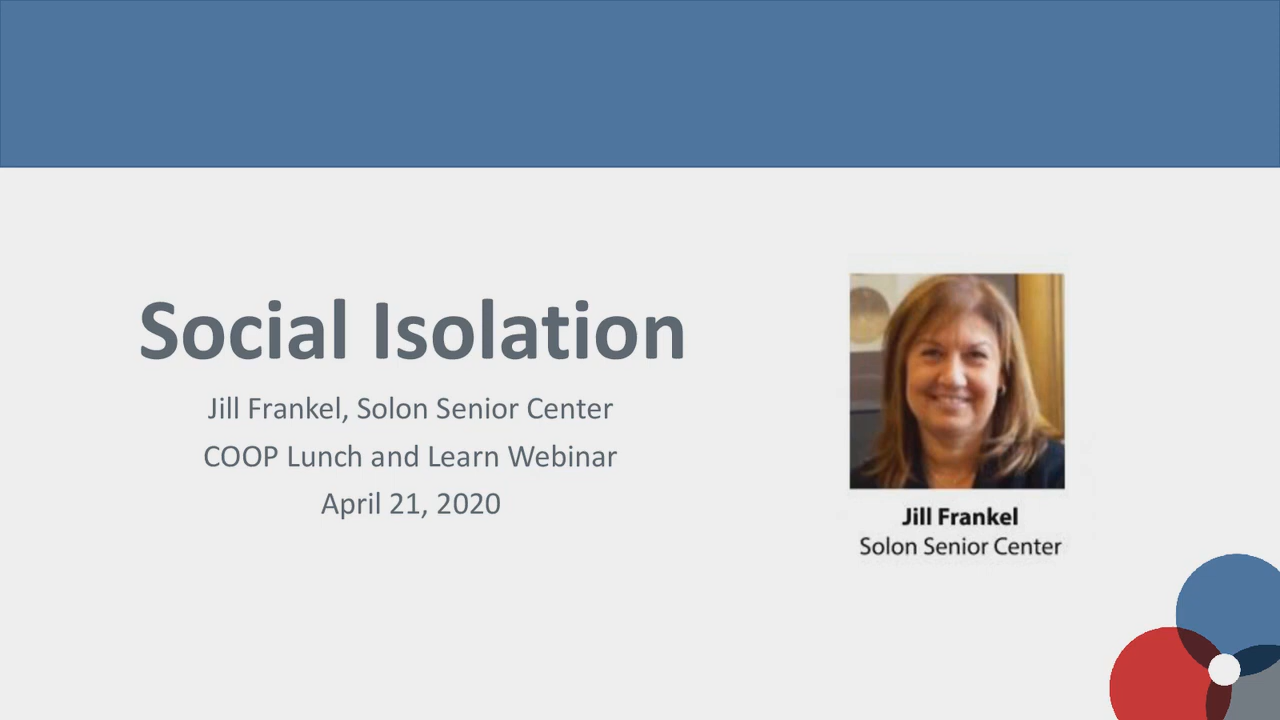 Social Isolation
Jill Frankel, Solon Senior Center
COOP Lunch and Learn Webinar
April 21, 2020
Jill Frankel
Solon Senior Center